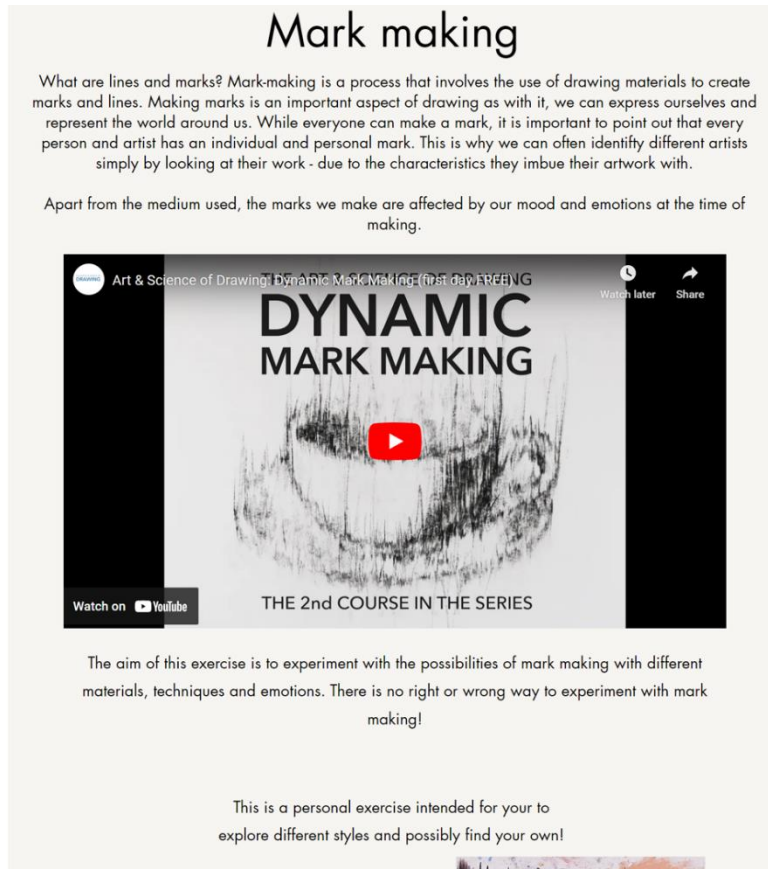 Mark making
What are lines and marks? Mark-making is a process that involves the use of drawing materials to create
marks and lines. Making marks is an important aspect of drawing as with it, we can express ourselves and
represent the world around us. While everyone can make a mark, it is important to point out that every
person and artist has an individual and personal mark. This is why we can often identifty different artists
simply by looking at their work - due to the characteristics they imbue their artwork with.
Apart from the medium used, the marks we make are affected by our mood and emotions at the time of
making.
DRAWING
Art & Science of Drawing: Dynamic Mark Making (first day FREE)
THE ART & SCIENCE OF DRAWING
Watch later
Share
DYNAMIC
MARK MAKING
THE 2nd COURSE IN THE SERIES
Watch on YouTube
The aim of this exercise is to experiment with the possibilities of mark making with different
materials, techniques and emotions. There is no right or wrong way to experiment with mark
making!
This is a personal exercise intended for your to
explore different styles and possibly find your own!